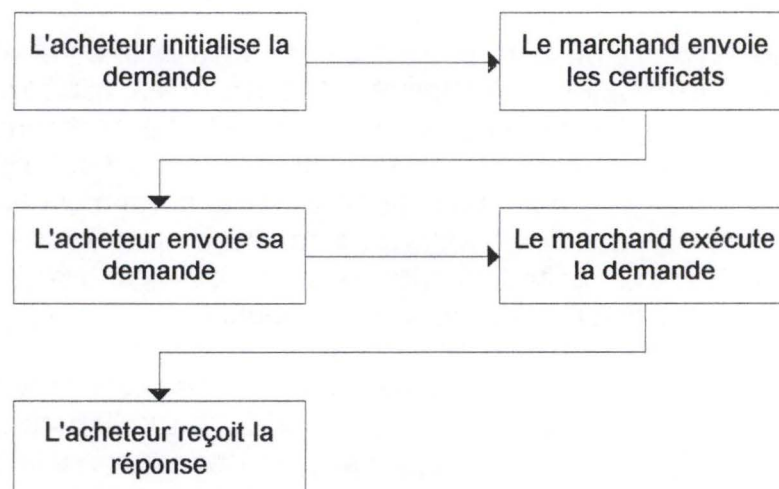 L'acheteur initialise la
demande
Le marchand envoie
les certificats
L'acheteur envoie sa
demande
Le marchand exécute
la demande
L'acheteur reçoit la
réponse